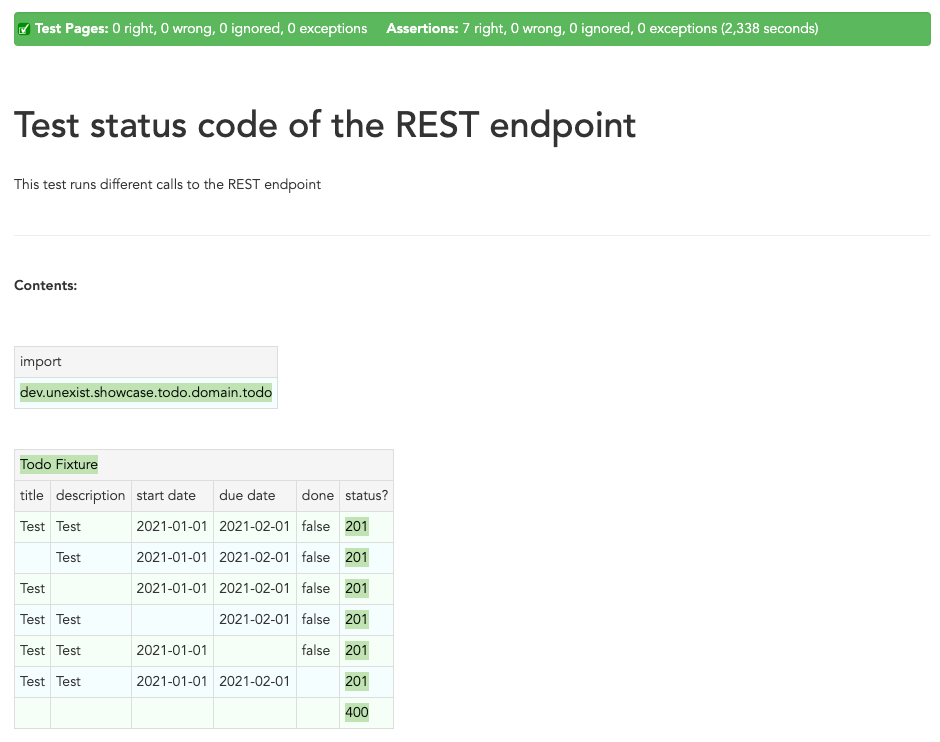 Test Pages: 0 right, 0 wrong, 0 ignored, 0 exceptions Assertions: 7 right, 0 wrong, 0 ignored, 0 exceptions (2,338 seconds)
Test status code of the REST endpoint
This test runs different calls to the REST endpoint
Contents:
import
dev.unexist.showcase.todo.domain.todo
Todo Fixture
title description start date due date done status?
Test Test 2021-01-01 2021-02-01 false 201
Test 2021-01-01 2021-02-01 false 201
Test 2021-01-01 2021-02-01 false 201
Test Test 2021-02-01 false 201
Test Test 2021-01-01 false 201
Test Test 2021-01-01 2021-02-01 201
400